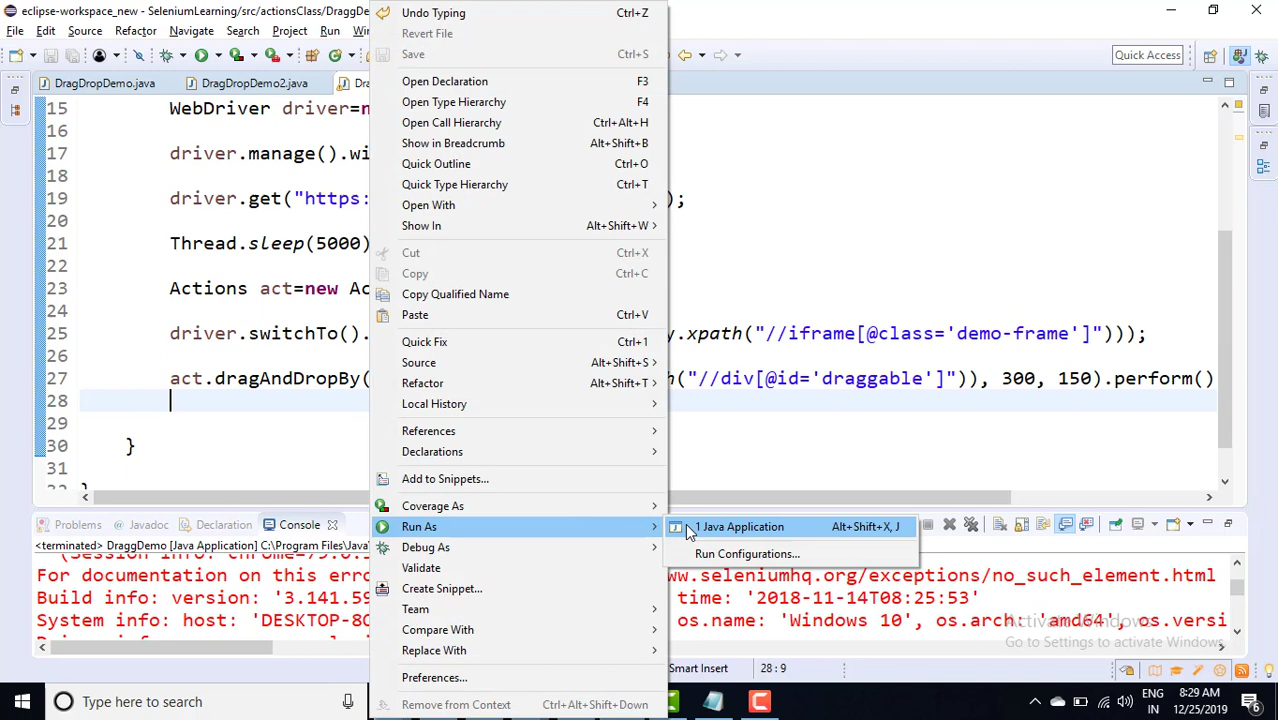 eclipse-workspace_new - SeleniumLearning/src/actionsClass/DraggD
File Edit Source Refactor Navigate Search Project Run
Quick Access
DragDropDemo.java DragDropDemo2.java
15 WebDriver driver=n
16
17 driver.manage().wi
18
19 driver.get("https: );
20
21 Thread.sleep(5000)
22
23 Actions act=new Ac
24
25 driver.switchTo(). y.xpath("//iframe[@class='demo-frame']")));
26
27 act.dragAndDropBy( h("//div[@id='draggable']")), 300, 150).perform()
28
29
30 }
31
}
Undo Typing Ctrl+Z
Revert File
Save Ctrl+S
Open Declaration F3
Open Type Hierarchy F4
Open Call Hierarchy Ctrl+Alt+H
Show in Breadcrumb Alt+Shift+B
Quick Outline Ctrl+O
Quick Type Hierarchy Ctrl+T
Open With
Show In Alt+Shift+W
Cut Ctrl+X
Copy Ctrl+C
Copy Qualified Name
Paste Ctrl+V
Quick Fix Ctrl+1
Source Alt+Shift+S
Refactor Alt+Shift+T
Local History
References
Declarations
Add to Snippets...
Coverage As
Run As
Debug As
Validate
Create Snippet...
Team
Compare With
Replace With
Preferences...
Remove from Context Ctrl+Alt+Shift+Down
1 Java Application Alt+Shift+X, J
Run Configurations...
Problems Javadoc Declaration Console
<terminated> DraggDemo [Java Application] C:\Program Files\Java
(Session info: chrome=79.0.3
For documentation on this erro ww.seleniumhq.org/exceptions/no_such_element.html
Build info: version: '3.141.59 time: '2018-11-14T08:25:53'
System info: host: 'DESKTOP-8Q os.name: 'Windows 10', os.arch: 'amd64', os.versi
Activate Windows
Go to Settings to activate Windows.
Smart Insert 28 : 9
Type here to search
ENG
IN
8:29 AM
12/25/2019
6